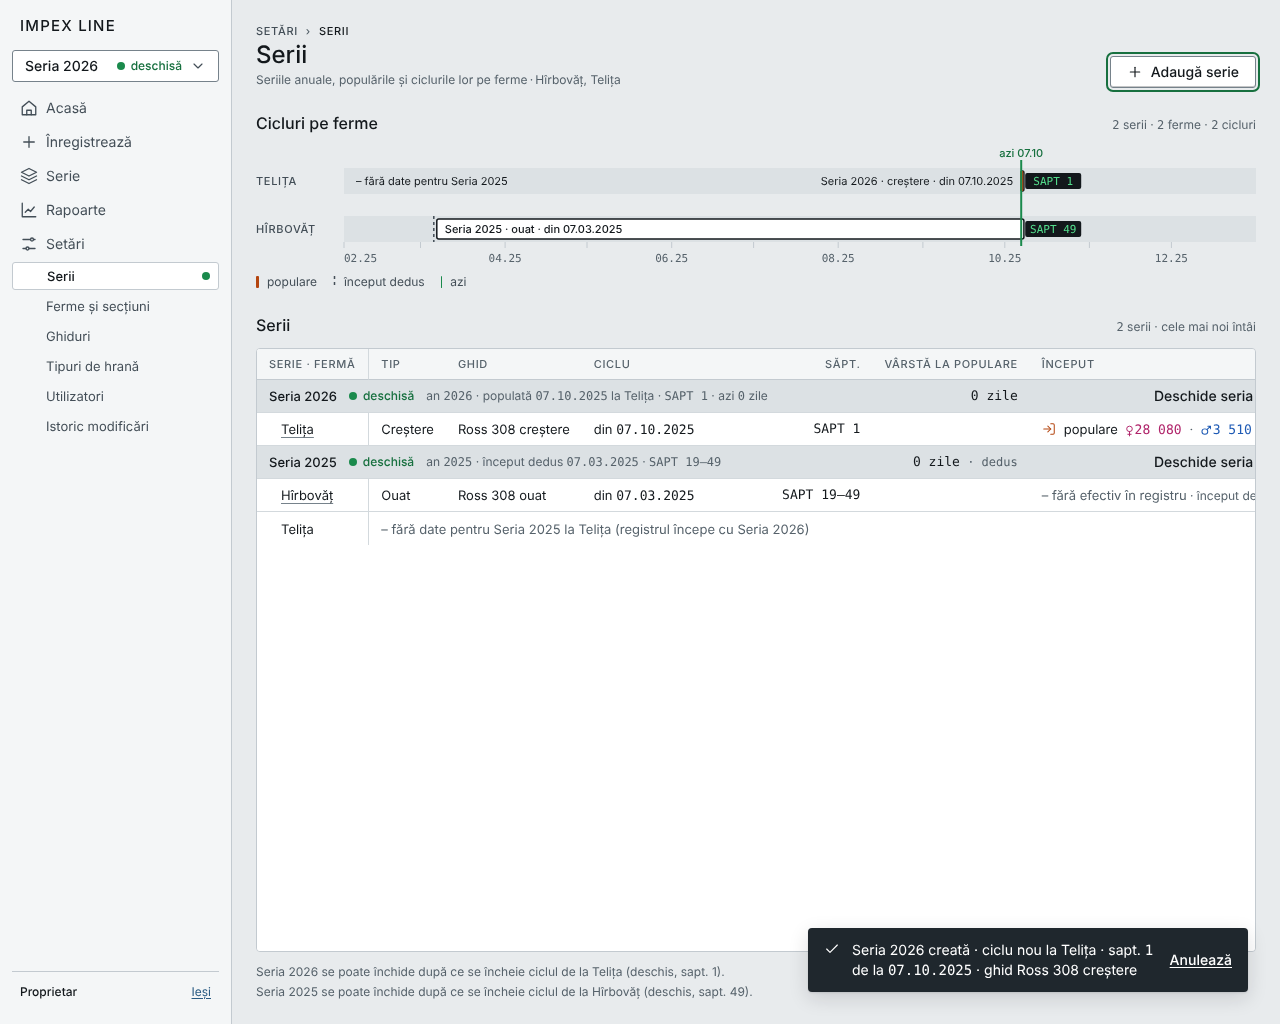 IMPEX LINE
Seria 2026 deschisă
Acasă
Înregistrează
Serie
Rapoarte
Setări
Serii
Ferme și secțiuni
Ghiduri
Tipuri de hrană
Utilizatori
Istoric modificări
Proprietar Ieși
SETĂRI › SERII
Serii
Seriile anuale, populările și ciclurile lor pe ferme · Hîrbovăț, Telița
+ Adaugă serie
Cicluri pe ferme
2 serii · 2 ferme · 2 cicluri
azi 07.10
TELIȚA – fără date pentru Seria 2025 Seria 2026 · creștere · din 07.10.2025 SAPT 1
HÎRBOVĂȚ Seria 2025 · ouat · din 07.03.2025 SAPT 49
02.25 04.25 06.25 08.25 10.25 12.25
populare început dedus azi
Serii
2 serii · cele mai noi întâi
SERIE · FERMĂ TIP GHID CICLU SĂPT. VÂRSTĂ LA POPULARE ÎNCEPUT
Seria 2026 deschisă an 2026 · populată 07.10.2025 la Telița · SAPT 1 · azi 0 zile 0 zile Deschide seria
Telița Creștere Ross 308 creștere din 07.10.2025 SAPT 1 populare ♀28 080 · ♂3 510
Seria 2025 deschisă an 2025 · început dedus 07.03.2025 · SAPT 19–49 0 zile · dedus Deschide seria
Hîrbovăț Ouat Ross 308 ouat din 07.03.2025 SAPT 19–49 – fără efectiv în registru · început de
Telița – fără date pentru Seria 2025 la Telița (registrul începe cu Seria 2026)
Seria 2026 se poate închide după ce se încheie ciclul de la Telița (deschis, sapt. 1).
Seria 2025 se poate închide după ce se încheie ciclul de la Hîrbovăț (deschis, sapt. 49).
Seria 2026 creată · ciclu nou la Telița · sapt. 1
de la 07.10.2025 · ghid Ross 308 creștere
Anulează